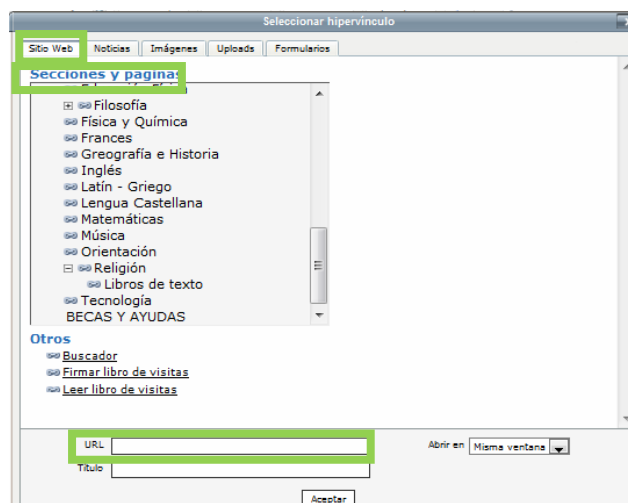 Seleccionar hipervínculo
Sitio Web Noticias Imágenes Uploads Formularios
Secciones y paginas
Filosofía
Física y Química
Frances
Greografía e Historia
Inglés
Latín - Griego
Lengua Castellana
Matemáticas
Música
Orientación
Religión
Libros de texto
Tecnología
BECAS Y AYUDAS
Otros
Buscador
Firmar libro de visitas
Leer libro de visitas
URL Abrir en Misma ventana
Título
Aceptar